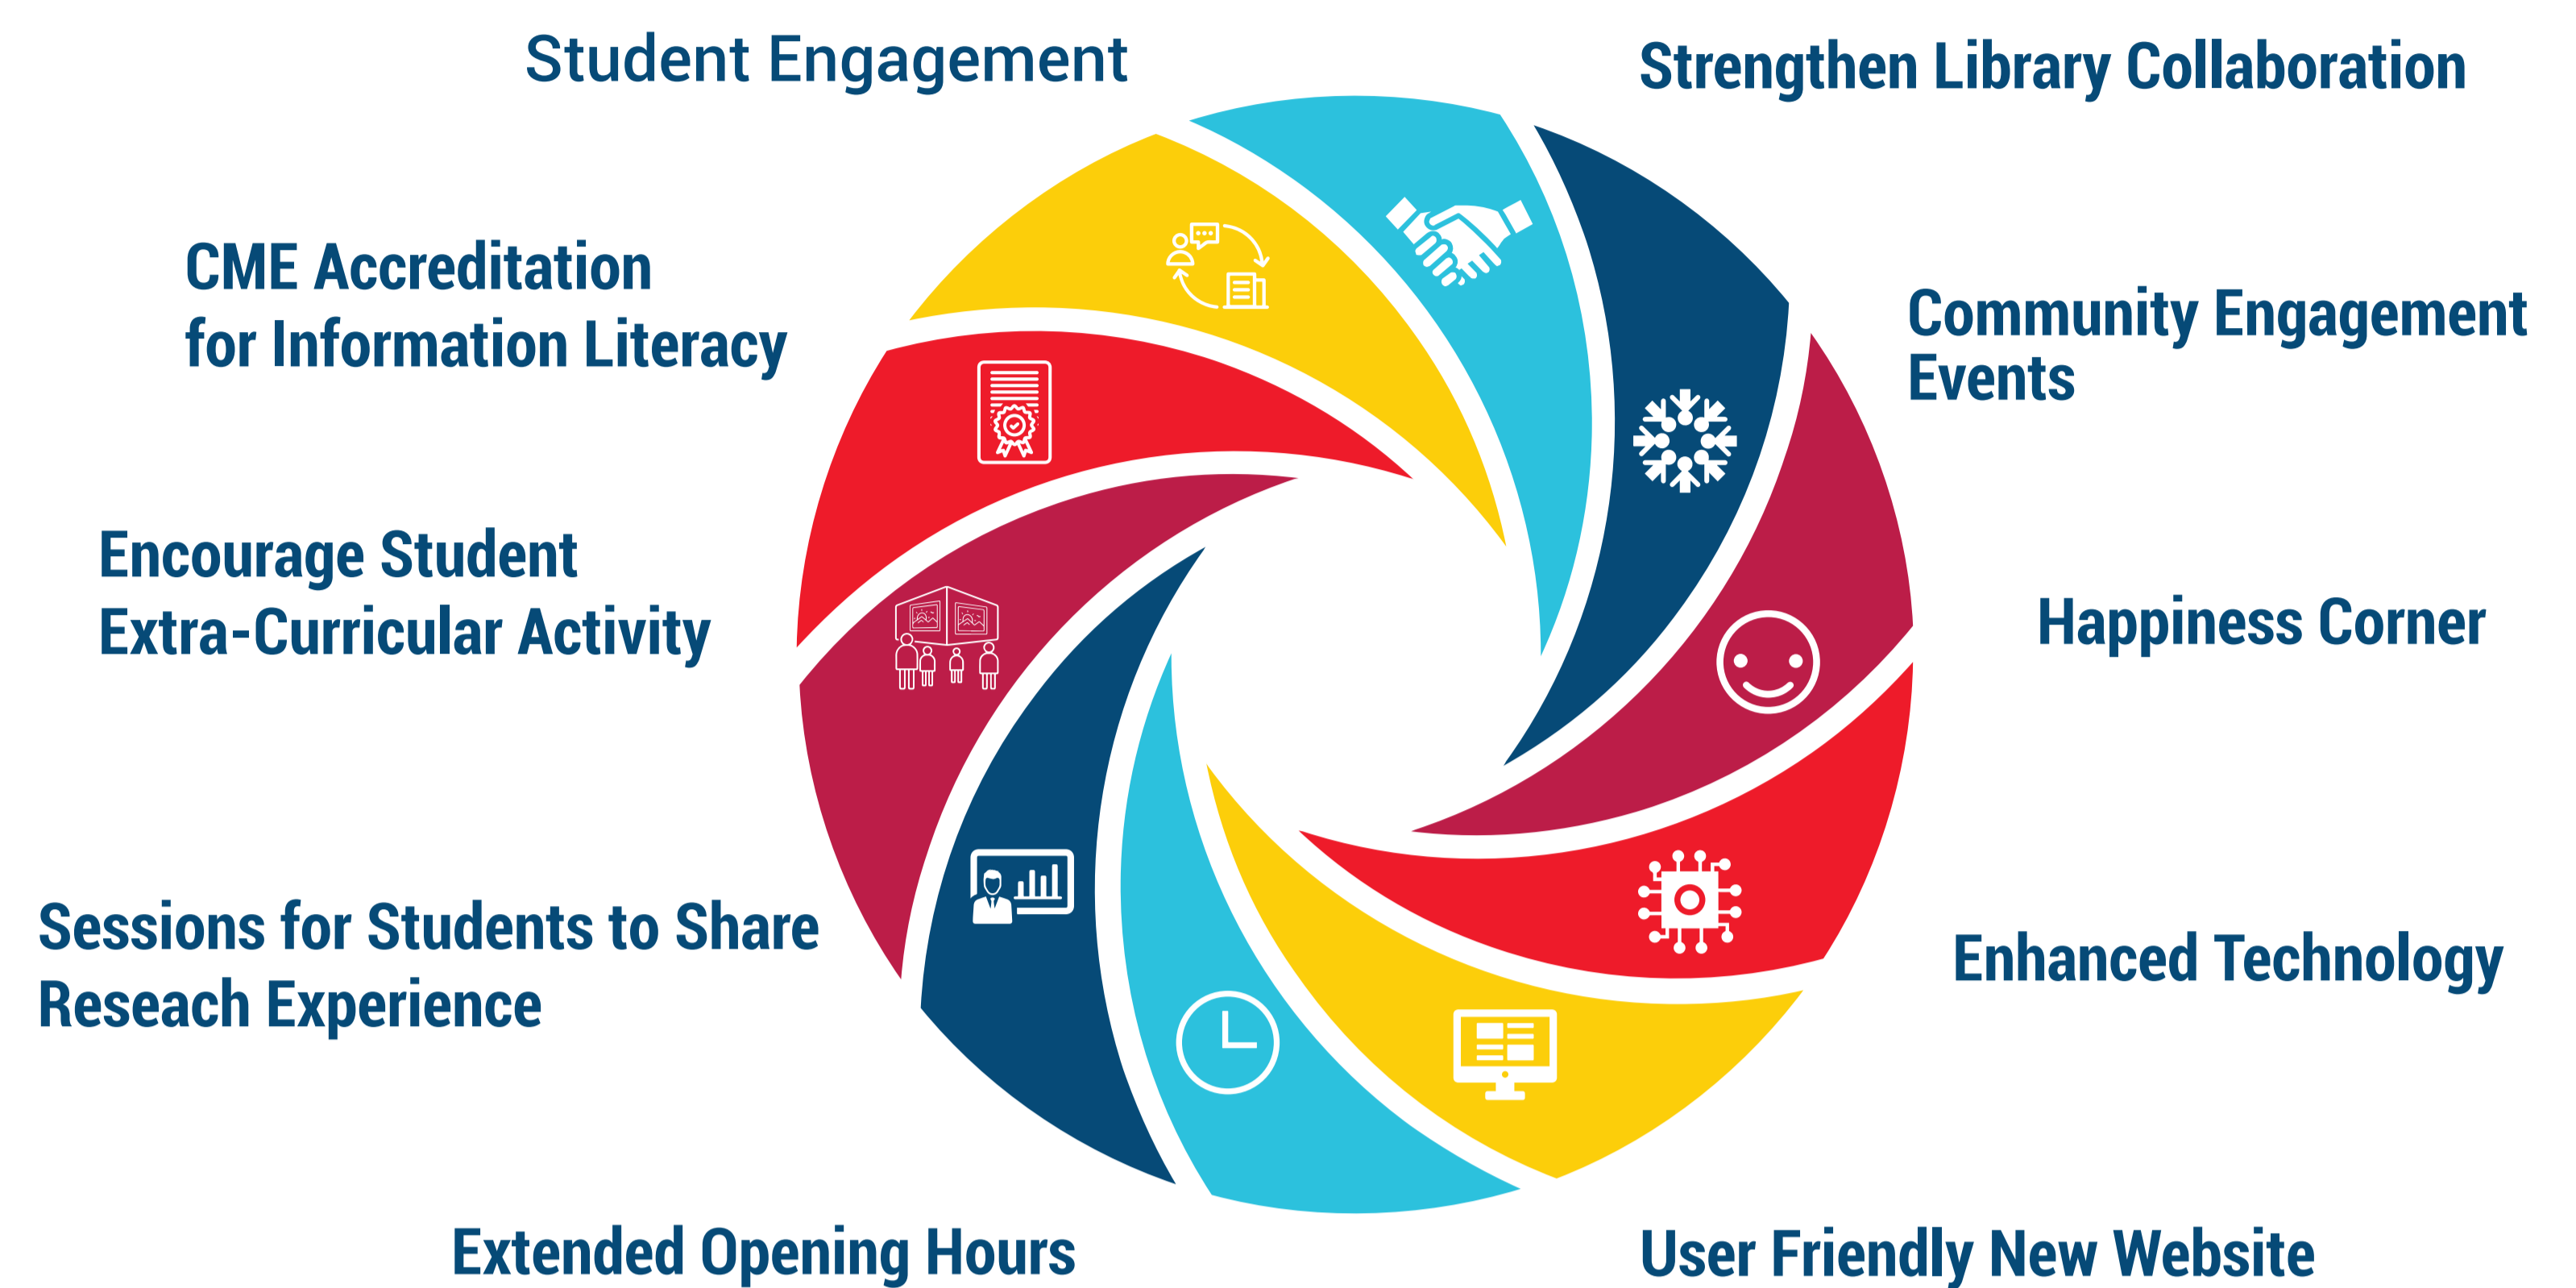 Student Engagement
Strengthen Library Collaboration
CME Accreditation
for Information Literacy
Community Engagement
Events
Encourage Student
Extra-Curricular Activity
Happiness Corner
Sessions for Students to Share
Reseach Experience
Enhanced Technology
Extended Opening Hours
User Friendly New Website